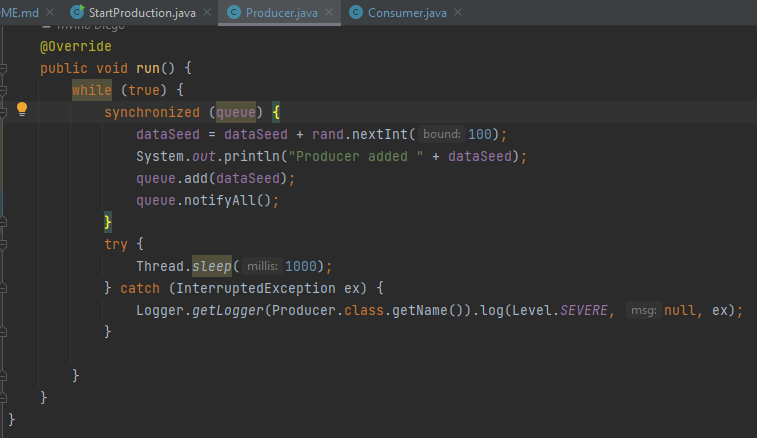 ME.md × StartProduction.java × Producer.java × Consumer.java ×
@Override
public void run() {
while (true) {
synchronized (queue) {
dataSeed = dataSeed + rand.nextInt( bound: 100);
System.out.println("Producer added " + dataSeed);
queue.add(dataSeed);
queue.notifyAll();
}
try {
Thread.sleep( millis: 1000);
} catch (InterruptedException ex) {
Logger.getLogger(Producer.class.getName()).log(Level.SEVERE, msg: null, ex);
}
}
}
}